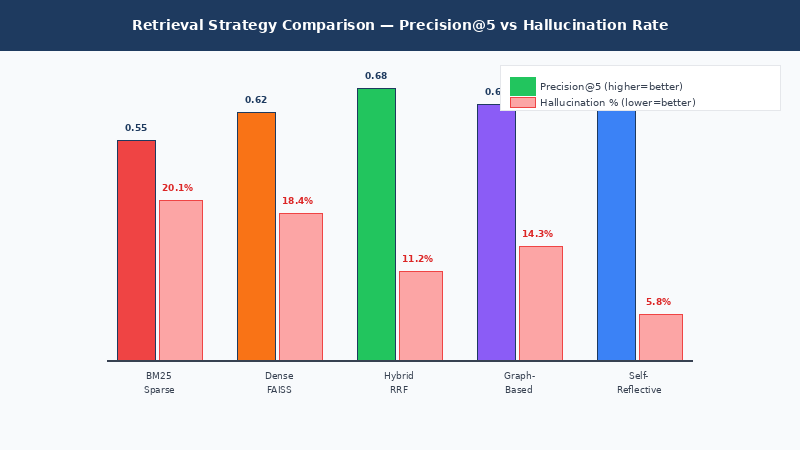 Retrieval Strategy Comparison — Precision@5 vs Hallucination Rate
Precision@5 (higher=better)
Hallucination % (lower=better)
0.55
20.1%
0.62
18.4%
0.68
11.2%
14.3%
5.8%
BM25
Sparse
Dense
FAISS
Hybrid
RRF
Graph-
Based
Self-
Reflective